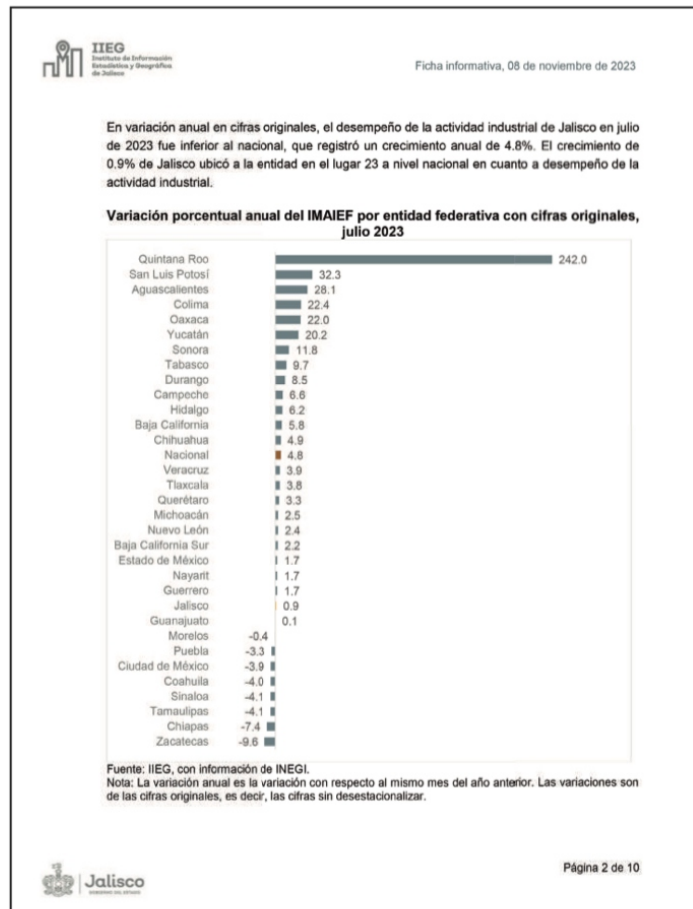 IIEG
Instituto de Información
Estadística y Geográfica
de Jalisco
Ficha informativa, 08 de noviembre de 2023
En variación anual en cifras originales, el desempeño de la actividad industrial de Jalisco en julio
de 2023 fue inferior al nacional, que registró un crecimiento anual de 4.8%. El crecimiento de
0.9% de Jalisco ubicó a la entidad en el lugar 23 a nivel nacional en cuanto a desempeño de la
actividad industrial.
Variación porcentual anual del IMAIEF por entidad federativa con cifras originales,
julio 2023
Quintana Roo 242.0
San Luis Potosí 32.3
Aguascalientes 28.1
Colima 22.4
Oaxaca 22.0
Yucatán 20.2
Sonora 11.8
Tabasco 9.7
Durango 8.5
Campeche 6.6
Hidalgo 6.2
Baja California 5.8
Chihuahua 4.9
Nacional 4.8
Veracruz 3.9
Tlaxcala 3.8
Querétaro 3.3
Michoacán 2.5
Nuevo León 2.4
Baja California Sur 2.2
Estado de México 1.7
Nayarit 1.7
Guerrero 1.7
Jalisco 0.9
Guanajuato 0.1
Morelos -0.4
Puebla -3.3
Ciudad de México -3.9
Coahuila -4.0
Sinaloa -4.1
Tamaulipas -4.1
Chiapas -7.4
Zacatecas -9.6
Fuente: IIEG, con información de INEGI.
Nota: La variación anual es la variación con respecto al mismo mes del año anterior. Las variaciones son
de las cifras originales, es decir, las cifras sin desestacionalizar.
Página 2 de 10
Jalisco
GOBIERNO DEL ESTADO